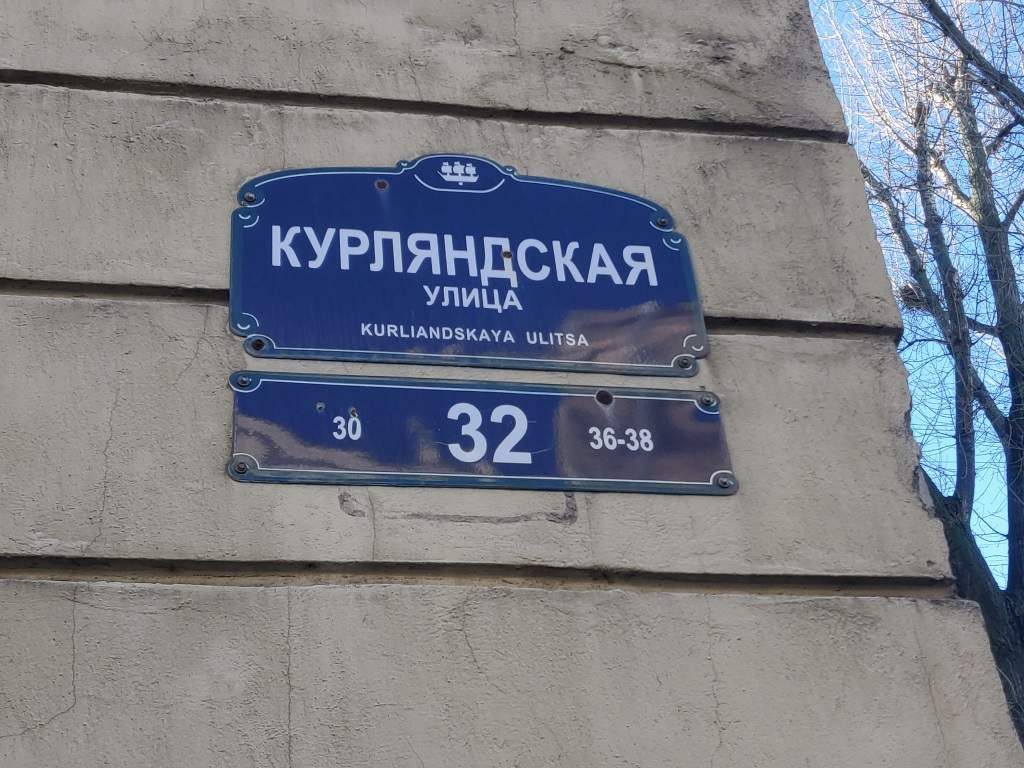 КУРЛЯНДСКАЯ
УЛИЦА
KURLIANDSKAYA ULITSA
30 32 36-38